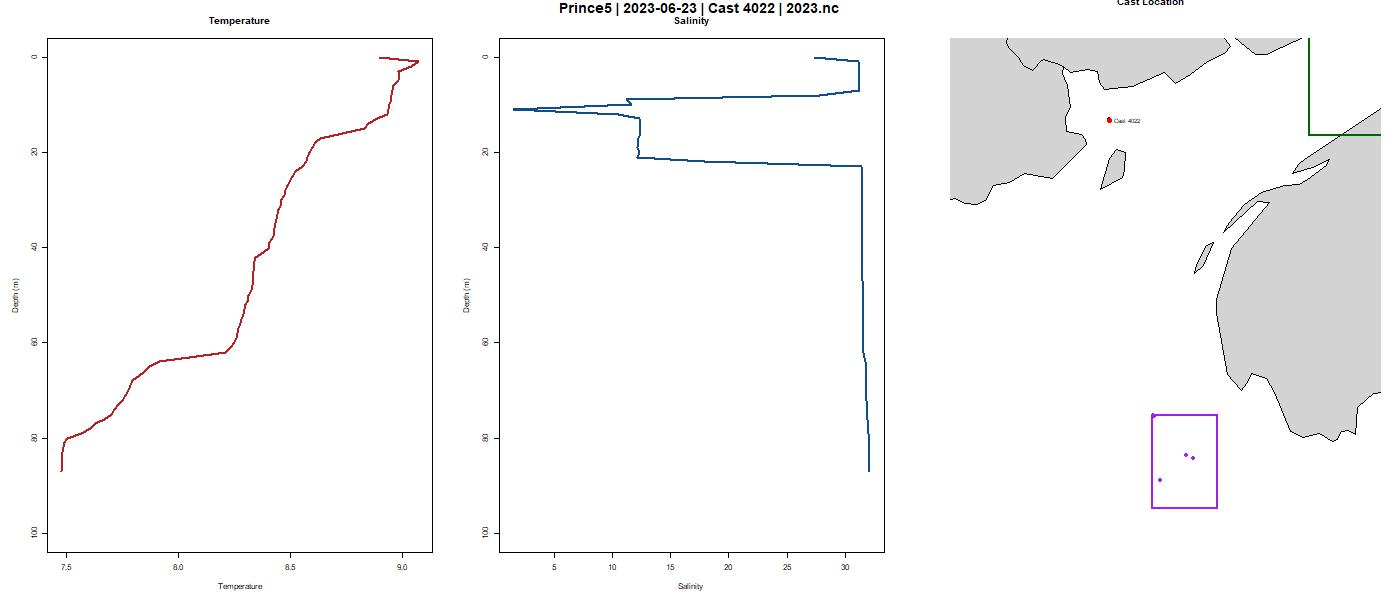 Prince5 | 2023-06-23 | Cast 4022 | 2023.nc
Temperature
Depth (m)
0
20
40
60
80
100
7.5 8.0 8.5 9.0
Temperature
Salinity
Depth (m)
0
20
40
60
80
100
5 10 15 20 25 30
Salinity
Cast Location
Cast 4022